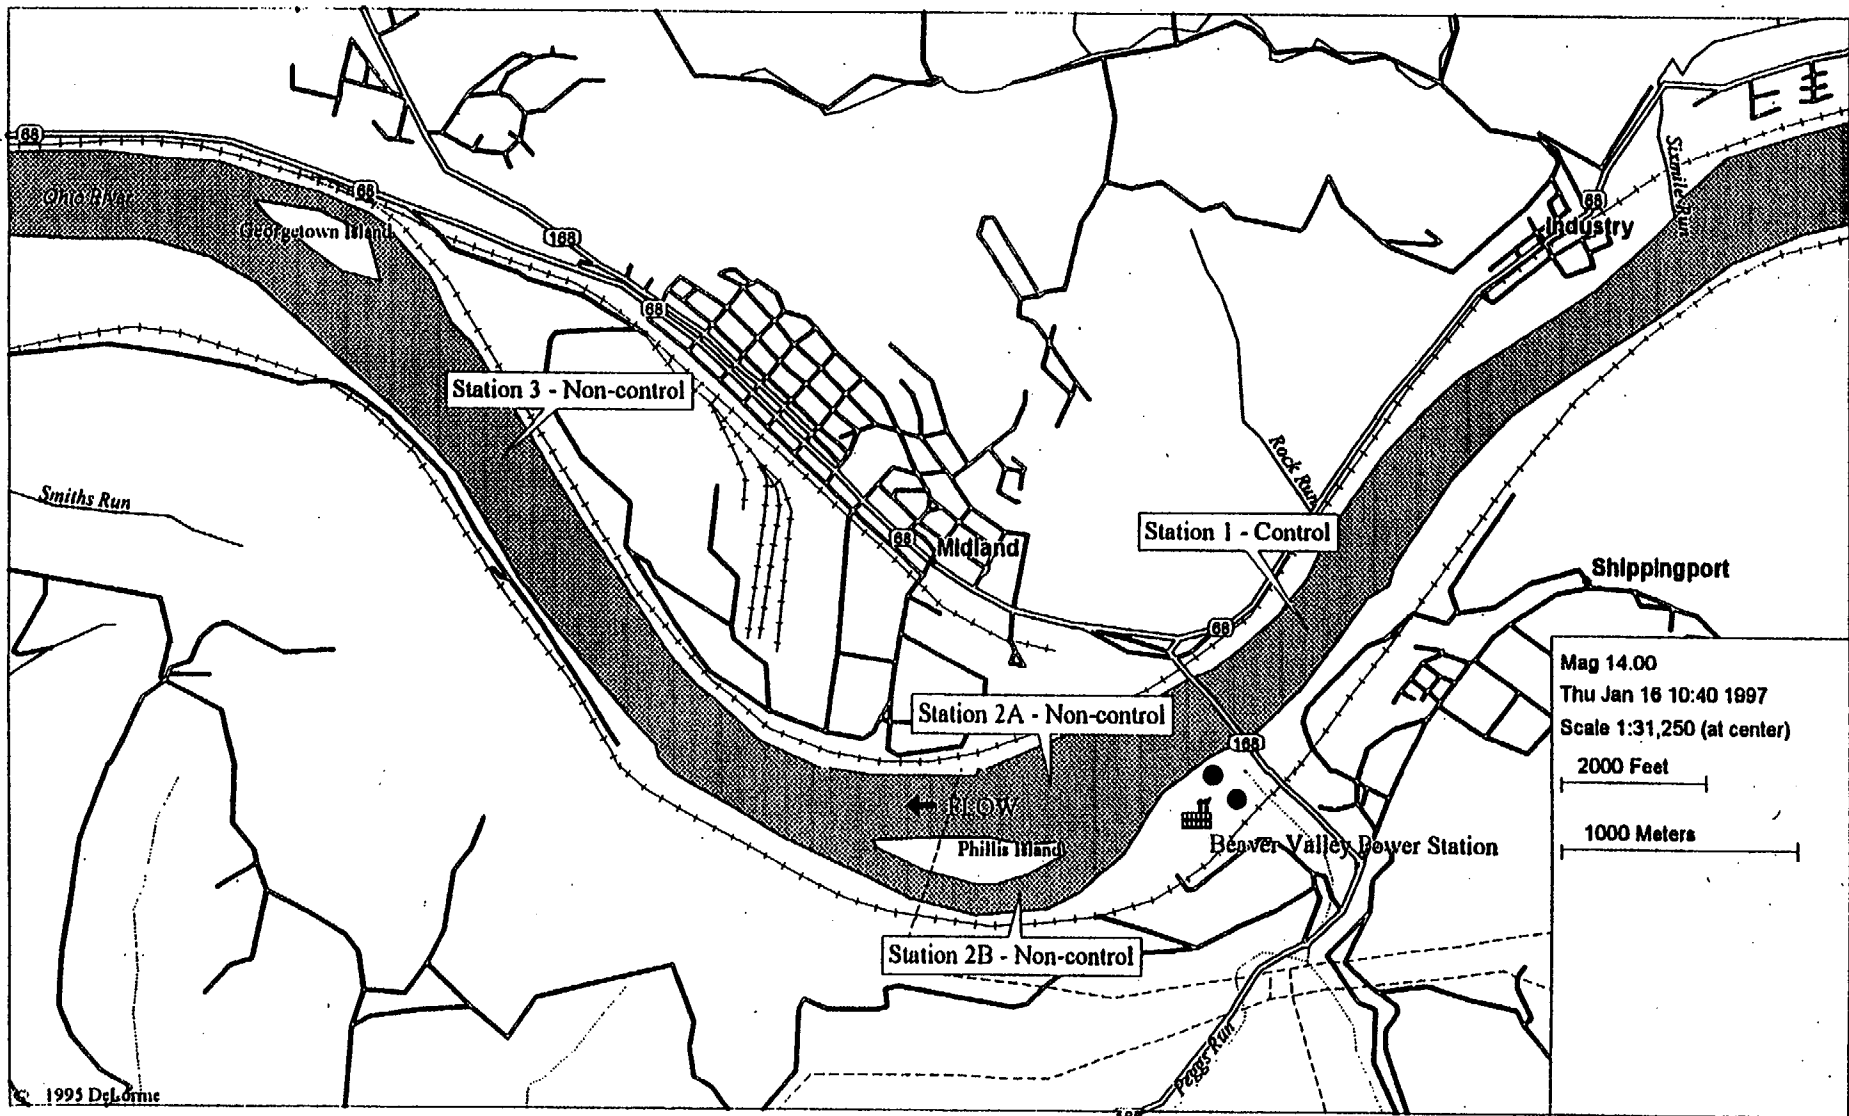 68
Ohio River
68
Georgetown Island
168
68
68
Industry
Sixmile Run
Station 3 - Non-control
Smiths Run
Rock Run
68
Midland
Station 1 - Control
Shippingport
68
Station 2A - Non-control
168
Mag 14.00
Thu Jan 16 10:40 1997
Scale 1:31,250 (at center)
2000 Feet
1000 Meters
FLOW
Phillis Island
Beaver Valley Power Station
Station 2B - Non-control
Peggs Run
© 1995 DeLorme